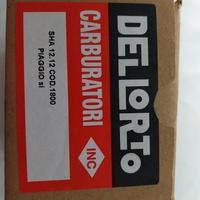 DELLORTO
CARBURATORI
INC
SHA 12.12 COD.1800
PIAGGIO si